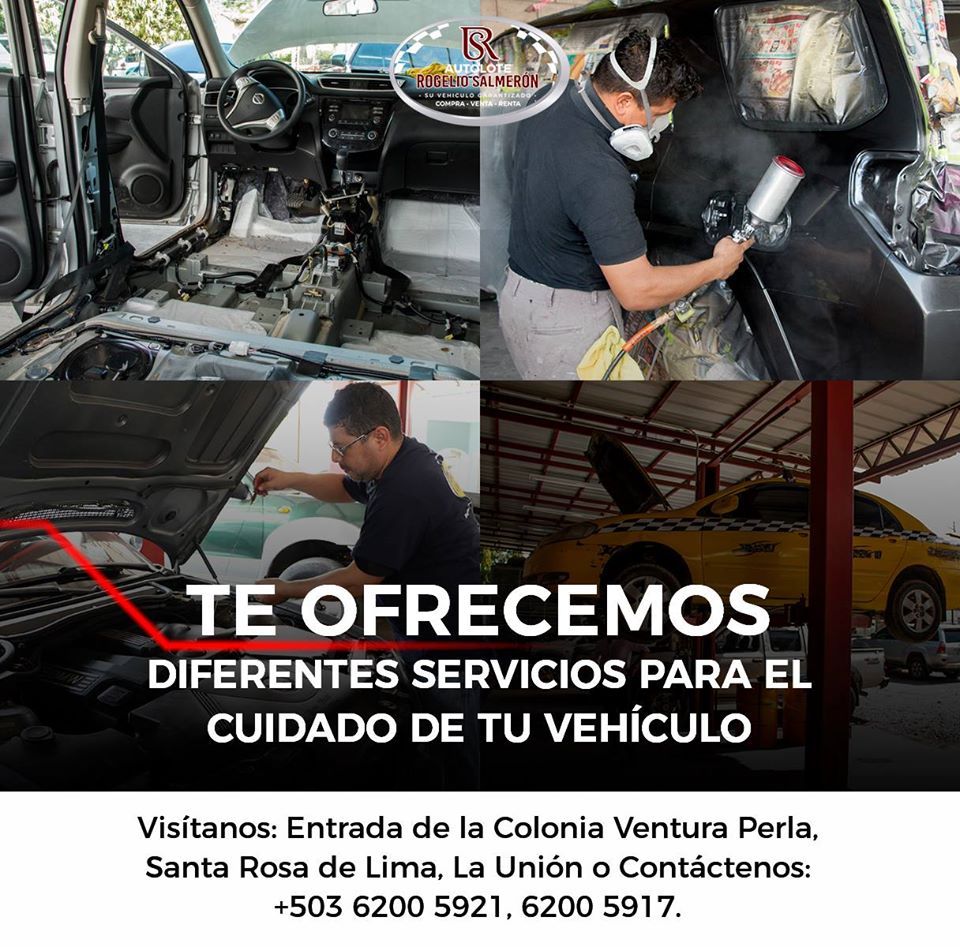 RS
AUTOLOTE
ROGELIO SALMERÓN
• SU VEHICULO GARANTIZADO •
COMPRA - VENTA - RENTA
TE OFRECEMOS
DIFERENTES SERVICIOS PARA EL
CUIDADO DE TU VEHÍCULO
Visítanos: Entrada de la Colonia Ventura Perla,
Santa Rosa de Lima, La Unión o Contáctenos:
+503 6200 5921, 6200 5917.